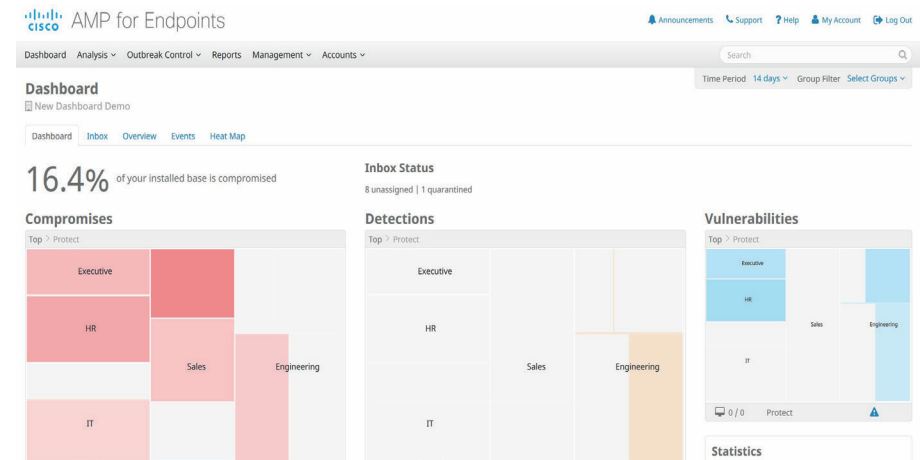 CISCO AMP for Endpoints
Announcements Support ? Help My Account Log Out
Dashboard Analysis Outbreak Control Reports Management Accounts
Search
Time Period 14 days Group Filter Select Groups
Dashboard
New Dashboard Demo
Dashboard Inbox Overview Events Heat Map
16.4% of your installed base is compromised
Inbox Status
8 unassigned | 1 quarantined
Compromises
Top > Protect
Executive
HR
Sales
Engineering
IT
Detections
Top > Protect
Executive
HR
Sales
Engineering
IT
Vulnerabilities
Top > Protect
Executive
HR
Sales
Engineering
IT
0 / 0 Protect
Statistics